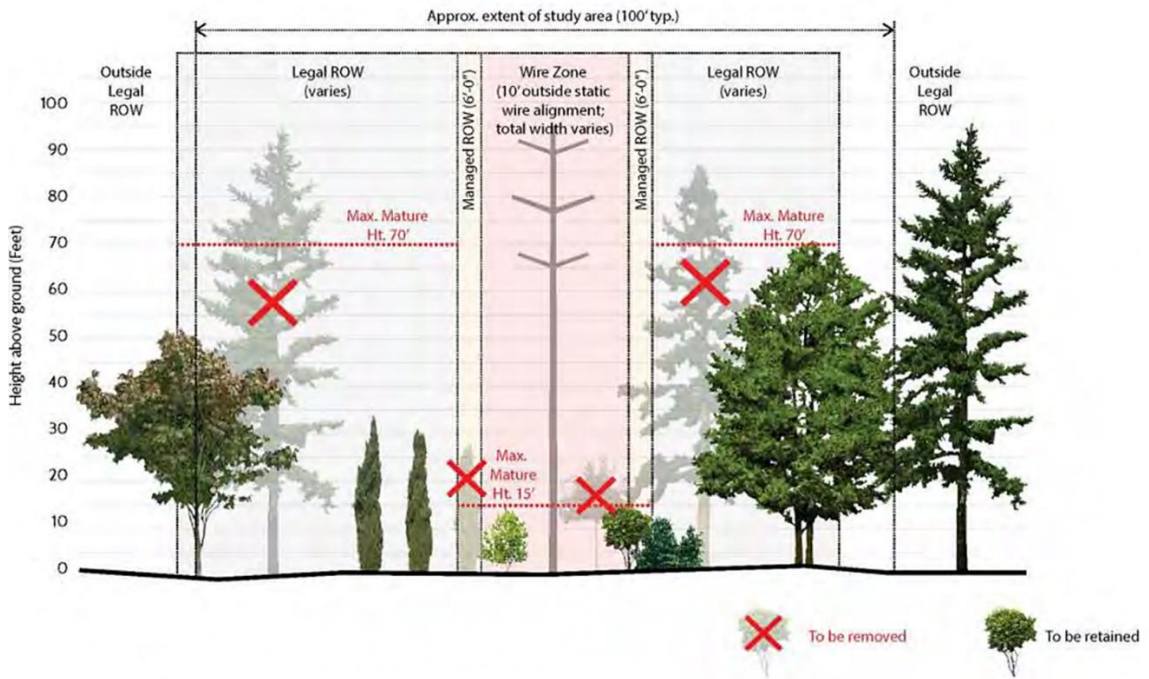 Approx. extent of study area (100' typ.)
Outside
Legal
ROW
Legal ROW
(varies)
Managed ROW (6'-0")
Wire Zone
(10' outside static
wire alignment;
total width varies)
Managed ROW (6'-0")
Legal ROW
(varies)
Outside
Legal
ROW
Height above ground (Feet)
100
90
80
70
60
50
40
30
20
10
0
Max. Mature
Ht. 70'
Max. Mature
Ht. 70'
Max.
Mature
Ht. 15'
To be removed
To be retained